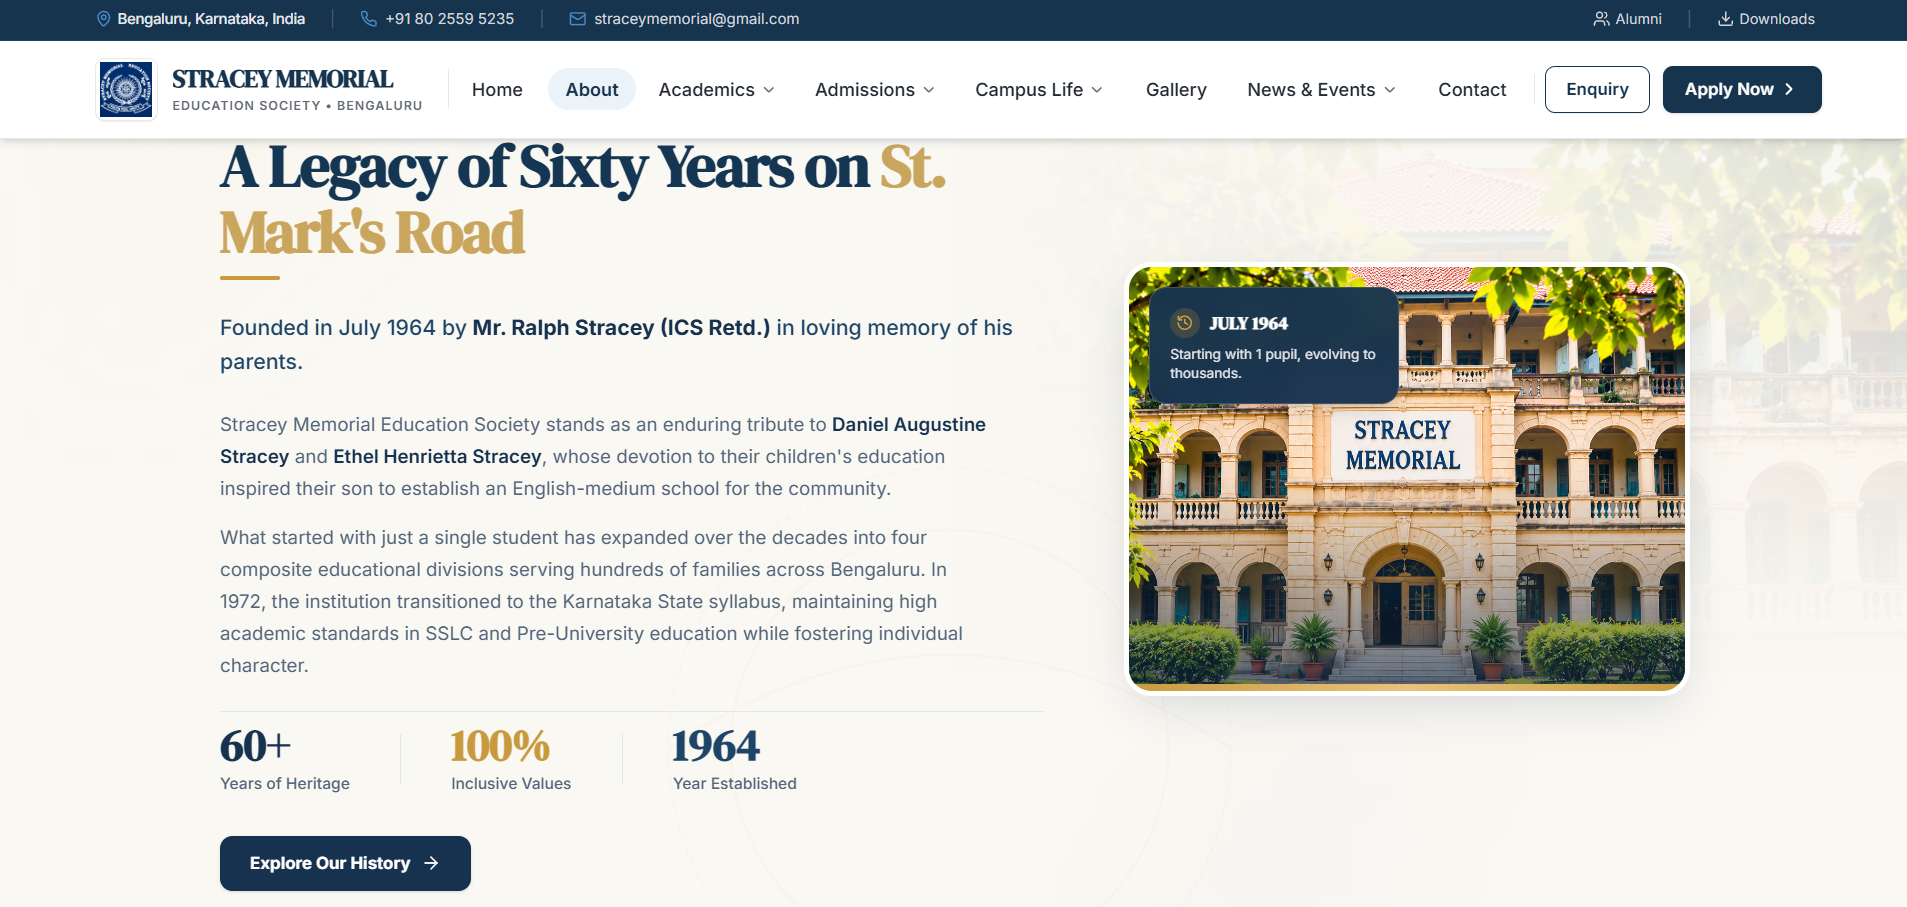 Bengaluru, Karnataka, India
+91 80 2559 5235
straceymemorial@gmail.com
Alumni
Downloads
STRACEY MEMORIAL
EDUCATION SOCIETY • BENGALURU
Home
About
Academics
Admissions
Campus Life
Gallery
News & Events
Contact
Enquiry
Apply Now
A Legacy of Sixty Years on St.
Mark's Road
Founded in July 1964 by Mr. Ralph Stracey (ICS Retd.) in loving memory of his
parents.
Stracey Memorial Education Society stands as an enduring tribute to Daniel Augustine
Stracey and Ethel Henrietta Stracey, whose devotion to their children's education
inspired their son to establish an English-medium school for the community.
What started with just a single student has expanded over the decades into four
composite educational divisions serving hundreds of families across Bengaluru. In
1972, the institution transitioned to the Karnataka State syllabus, maintaining high
academic standards in SSLC and Pre-University education while fostering individual
character.
60+
Years of Heritage
100%
Inclusive Values
1964
Year Established
Explore Our History
JULY 1964
Starting with 1 pupil, evolving to
thousands.
STRACEY
MEMORIAL